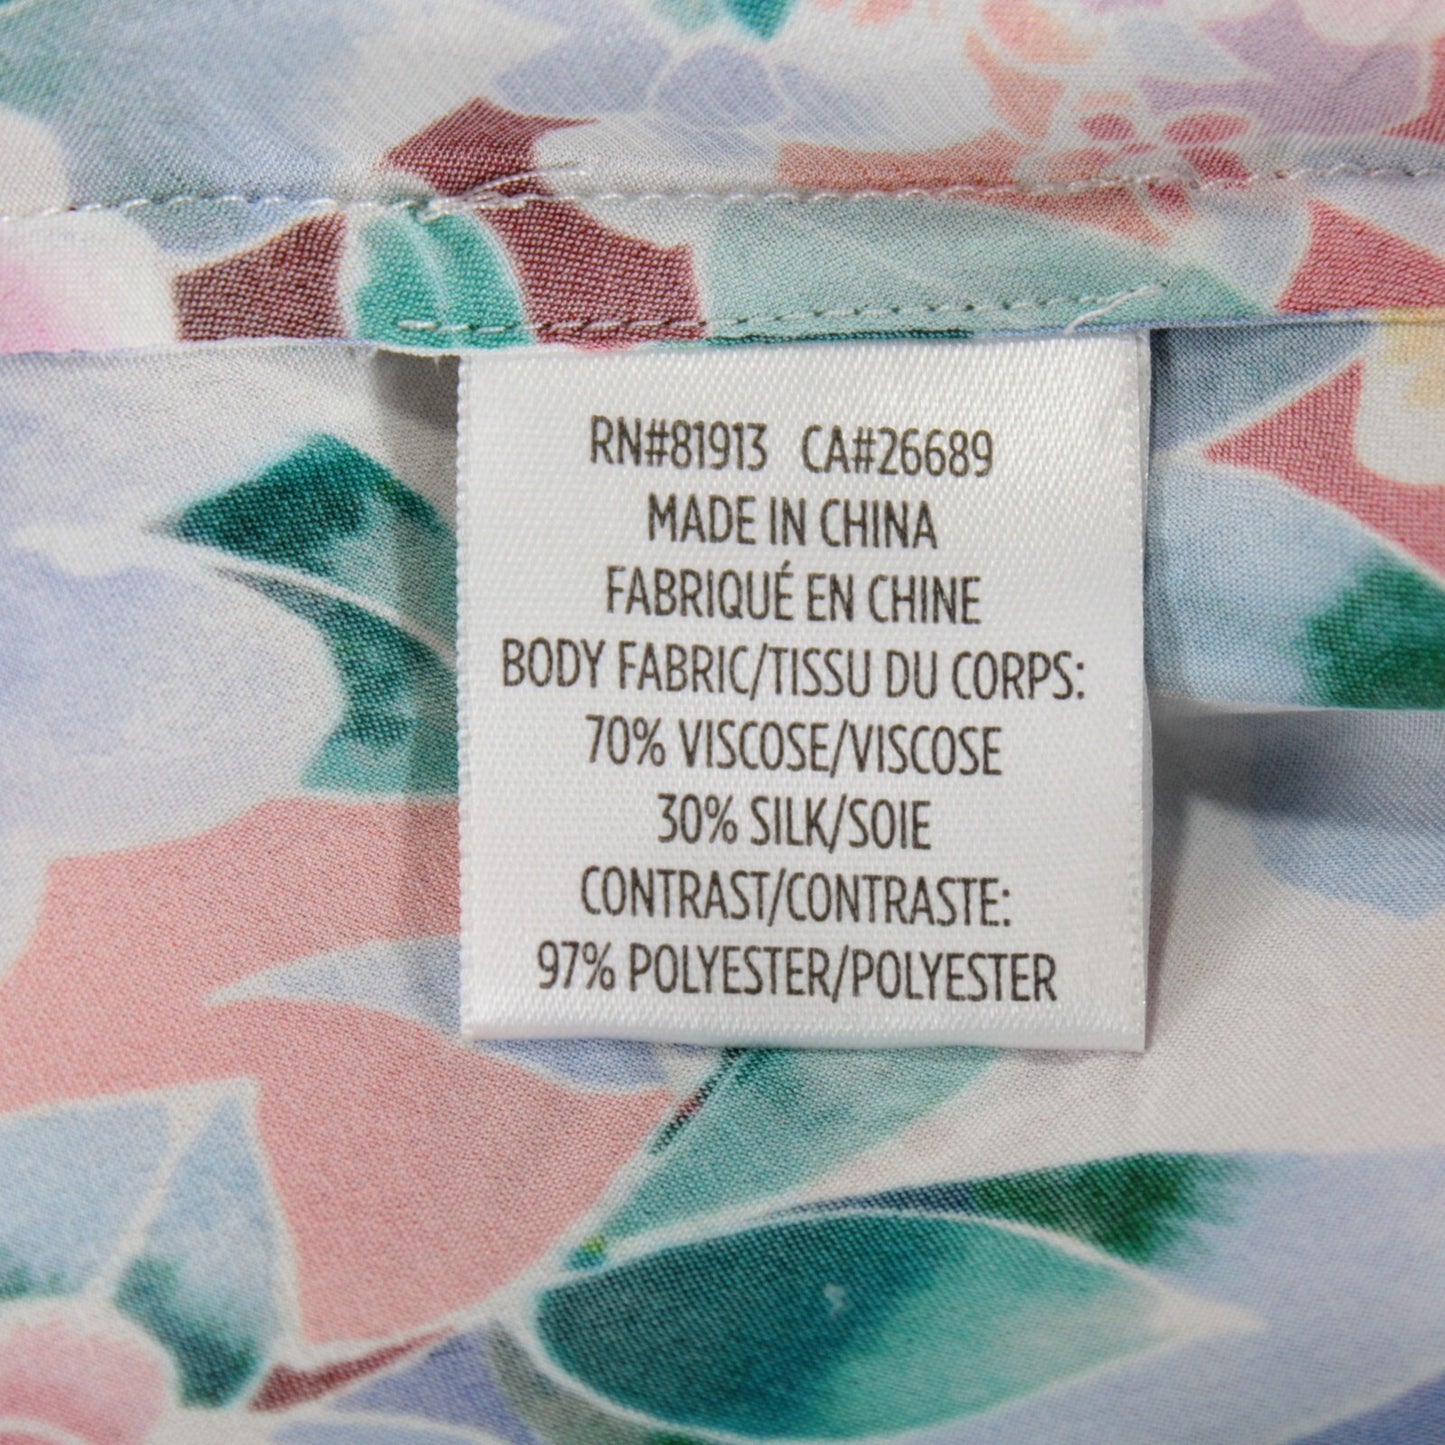 RN#81913 CA#26689
MADE IN CHINA
FABRIQUÉ EN CHINE
BODY FABRIC/TISSU DU CORPS:
70% VISCOSE/VISCOSE
30% SILK/SOIE
CONTRAST/CONTRASTE:
97% POLYESTER/POLYESTER